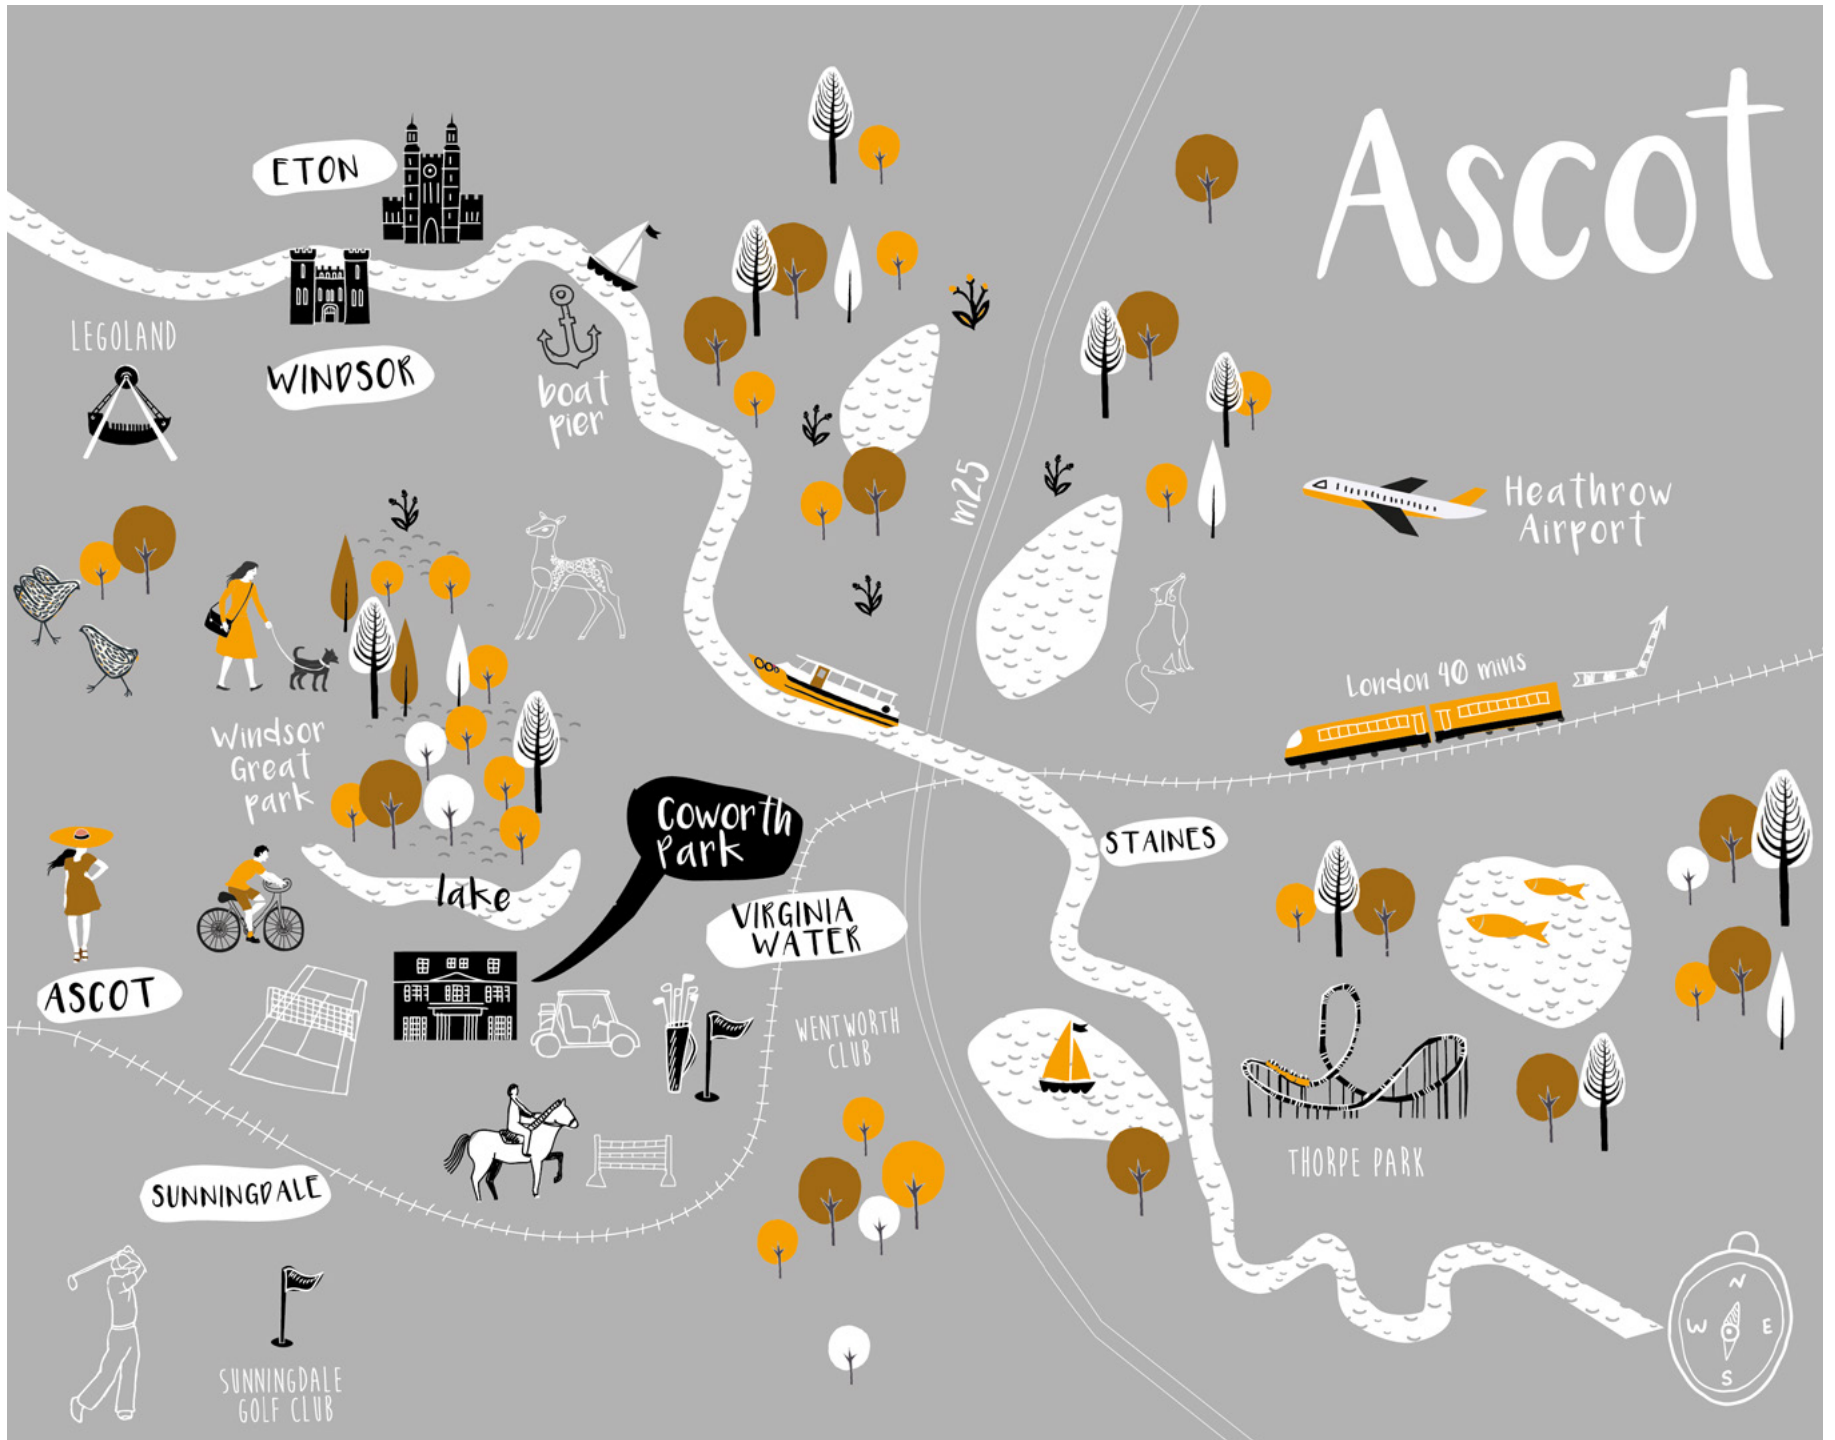 Ascot
ETON
LEGOLAND
WINDSOR
boat
pier
m25
Heathrow
Airport
London 40 mins
Windsor
Great
park
Coworth
Park
STAINES
lake
VIRGINIA
WATER
ASCOT
WENTWORTH
CLUB
THORPE PARK
SUNNINGDALE
SUNNINGDALE
GOLF CLUB
N
W E
S